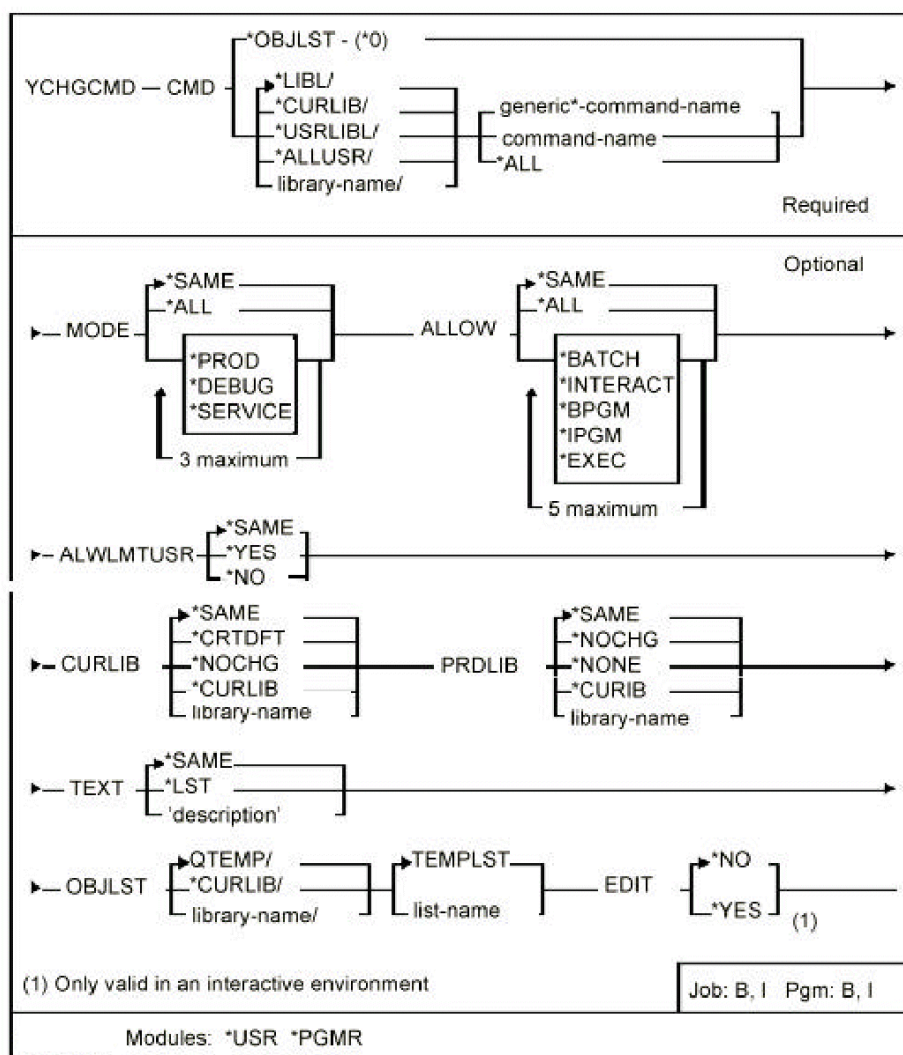 *OBJLST - (*0)
YCHGCMD CMD
*LIBL/
*CURLIB/
*USRLIBL/
*ALLUSR/
library-name/
generic*-command-name
command-name
*ALL
Required
Optional
MODE
*SAME
*ALL
*PROD
*DEBUG
*SERVICE
3 maximum
ALLOW
*SAME
*ALL
*BATCH
*INTERACT
*BPGM
*IPGM
*EXEC
5 maximum
ALWLMTUSR
*SAME
*YES
*NO
CURLIB
*SAME
*CRTDFT
*NOCHG
*CURLIB
library-name
PRDLIB
*SAME
*NOCHG
*NONE
*CURIB
library-name
TEXT
*SAME
*LST
'description'
OBJLST
QTEMP/
*CURLIB/
library-name/
TEMPLST
list-name
EDIT
*NO
*YES
(1)
(1) Only valid in an interactive environment
Job: B, I Pgm: B, I
Modules: *USR *PGMR